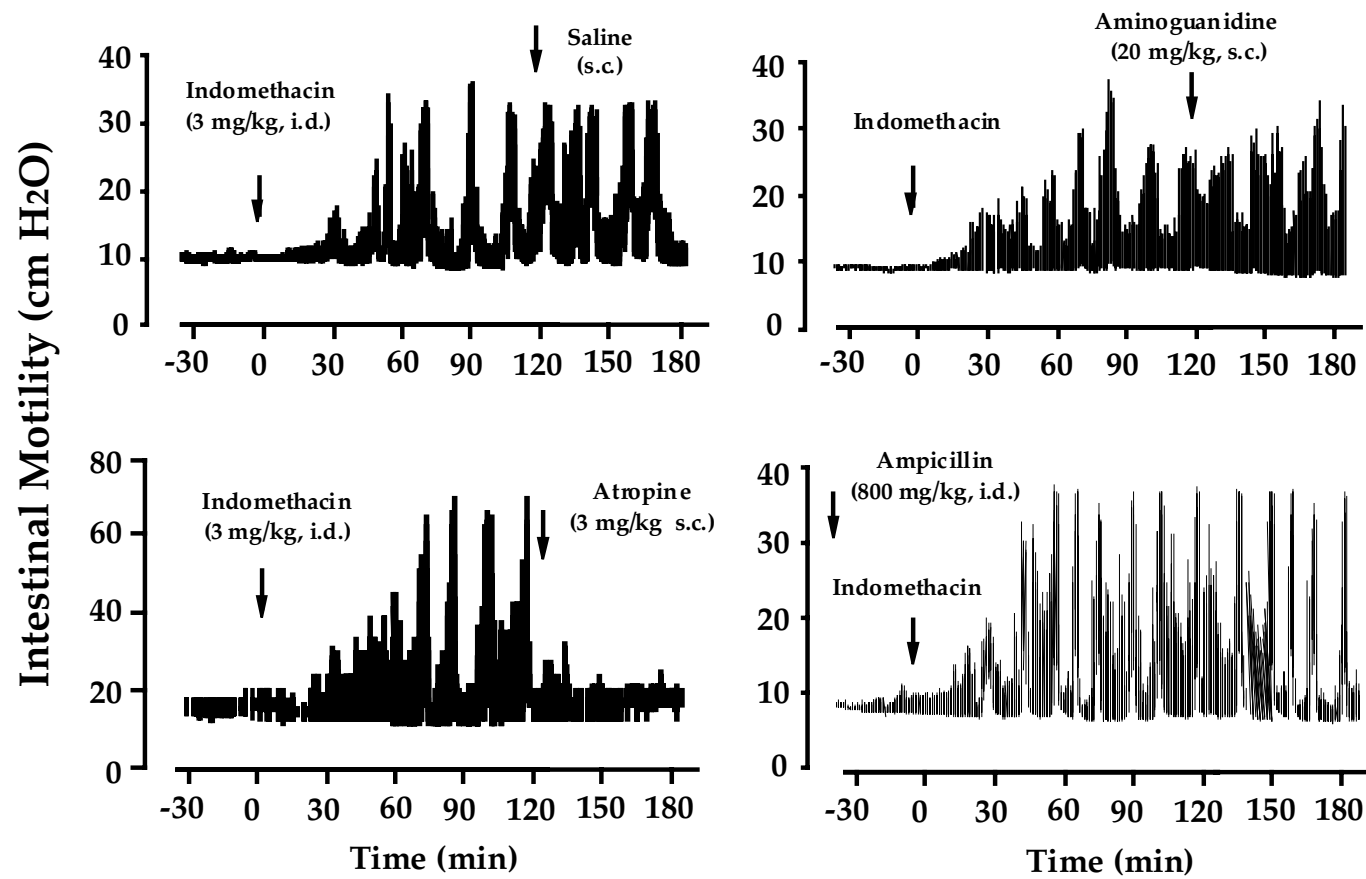 Intestinal Motility (cm H2O)
Saline
(s.c.)
Indomethacin
(3 mg/kg, i.d.)
40
30
20
10
0
-30 0 30 60 90 120 150 180
Aminoguanidine
(20 mg/kg, s.c.)
Indomethacin
40
30
20
10
0
-30 0 30 60 90 120 150 180
Indomethacin
(3 mg/kg, i.d.)
Atropine
(3 mg/kg s.c.)
80
60
40
20
0
-30 0 30 60 90 120 150 180
Time (min)
Ampicillin
(800 mg/kg, i.d.)
Indomethacin
40
30
20
10
0
-30 0 30 60 90 120 150 180
Time (min)